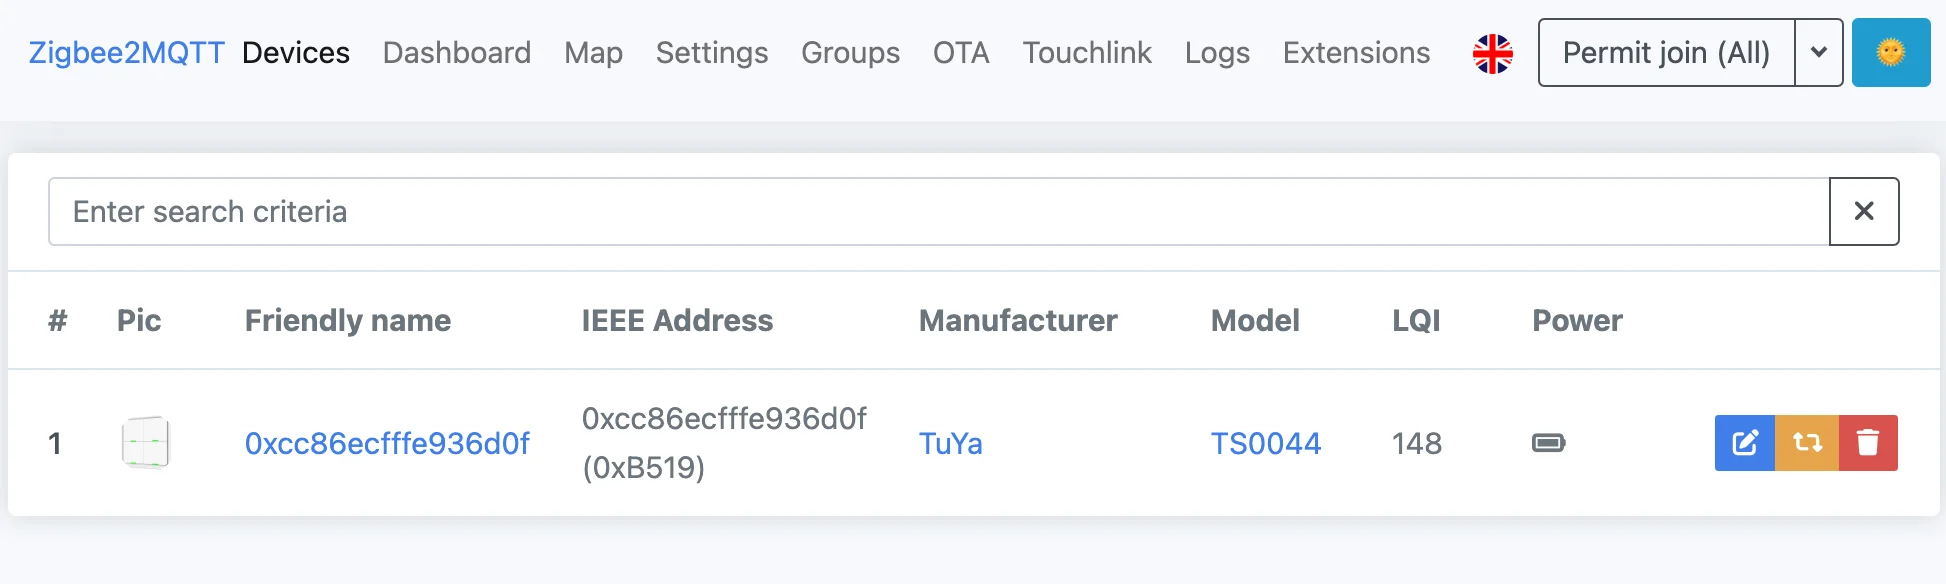 Zigbee2MQTT Devices Dashboard Map Settings Groups OTA Touchlink Logs Extensions Permit join (All)
Enter search criteria
# Pic Friendly name IEEE Address Manufacturer Model LQI Power
1 0xcc86ecfffe936d0f 0xcc86ecfffe936d0f (0xB519) TuYa TS0044 148